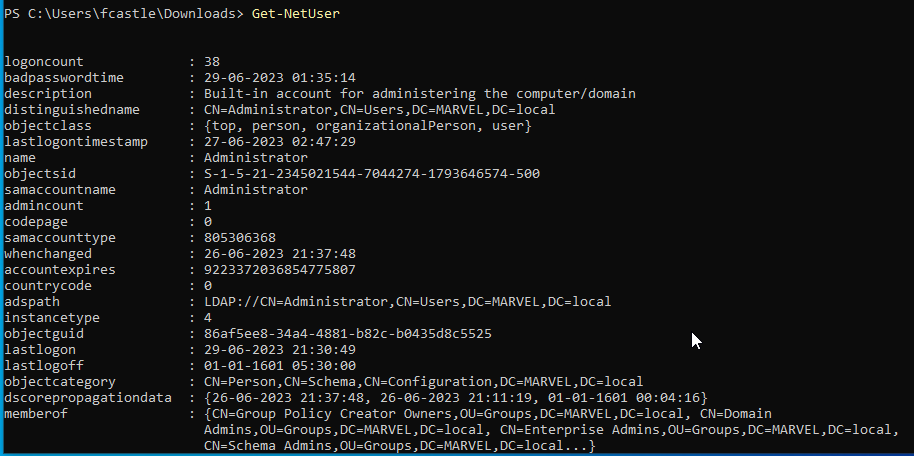 PS C:\Users\fcastle\Downloads> Get-NetUser
logoncount : 38
badpasswordtime : 29-06-2023 01:35:14
description : Built-in account for administering the computer/domain
distinguishedname : CN=Administrator,CN=Users,DC=MARVEL,DC=local
objectclass : {top, person, organizationalPerson, user}
lastlogontimestamp : 27-06-2023 02:47:29
name : Administrator
objectsid : S-1-5-21-2345021544-7044274-1793646574-500
samaccountname : Administrator
admincount : 1
codepage : 0
samaccounttype : 805306368
whenchanged : 26-06-2023 21:37:48
accountexpires : 9223372036854775807
countrycode : 0
adspath : LDAP://CN=Administrator,CN=Users,DC=MARVEL,DC=local
instancetype : 4
objectguid : 86af5ee8-34a4-4881-b82c-b0435d8c5525
lastlogon : 29-06-2023 21:30:49
lastlogoff : 01-01-1601 05:30:00
objectcategory : CN=Person,CN=Schema,CN=Configuration,DC=MARVEL,DC=local
dscorepropagationdata : {26-06-2023 21:37:48, 26-06-2023 21:11:19, 01-01-1601 00:04:16}
memberof : {CN=Group Policy Creator Owners,OU=Groups,DC=MARVEL,DC=local, CN=Domain
Admins,OU=Groups,DC=MARVEL,DC=local, CN=Enterprise Admins,OU=Groups,DC=MARVEL,DC=local,
CN=Schema Admins,OU=Groups,DC=MARVEL,DC=local...}